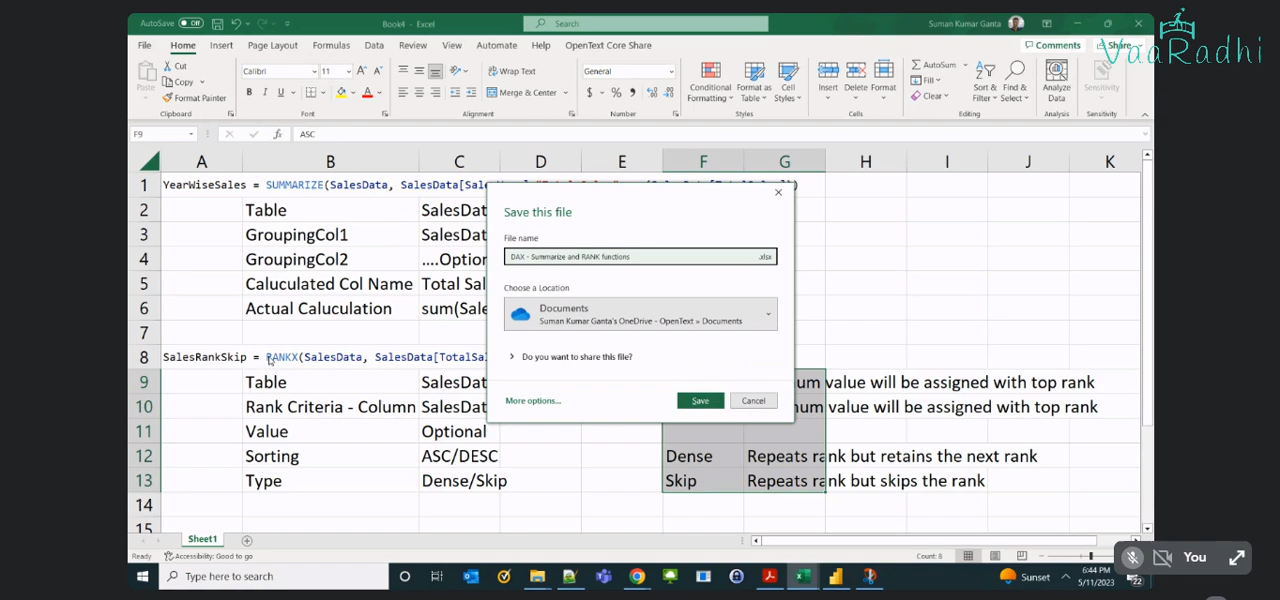 AutoSave Off
Book4 - Excel
Search
Suman Kumar Ganta
VaaRadhi
File Home Insert Page Layout Formulas Data Review View Automate Help OpenText Core Share
Comments Share
Paste Cut Copy Format Painter
Calibri 11
B I U
Wrap Text
Merge & Center
General
$ %
Conditional Formatting
Format as Table
Cell Styles
Insert Delete Format
AutoSum
Fill
Clear
Sort & Filter
Find & Select
Analyze Data
Sensitivity
Clipboard Font Alignment Number Styles Cells Editing Analysis Sensitivity
F9 fx ASC
A B C D E F G H I J K
1 YearWiseSales = SUMMARIZE(SalesData, SalesData[Sal
2 Table SalesDat
3 GroupingCol1 SalesDat
4 GroupingCol2 ....Option
5 Caluculated Col Name Total Sal
6 Actual Caluculation sum(Sale
7
8 SalesRankSkip = RANKX(SalesData, SalesData[TotalSal
9 Table SalesDat um value will be assigned with top rank
10 Rank Criteria - Column SalesDat num value will be assigned with top rank
11 Value Optional
12 Sorting ASC/DESC Dense Repeats rank but retains the next rank
13 Type Dense/Skip Skip Repeats rank but skips the rank
14
15
Save this file
File name
DAX - Summarize and RANK functions .xlsx
Choose a Location
Documents
Suman Kumar Ganta's OneDrive - OpenText » Documents
Do you want to share this file?
More options...
Save Cancel
Sheet1
Ready Accessibility: Good to go Count: 8
You
Type here to search
Sunset
6:44 PM
5/11/2023
22